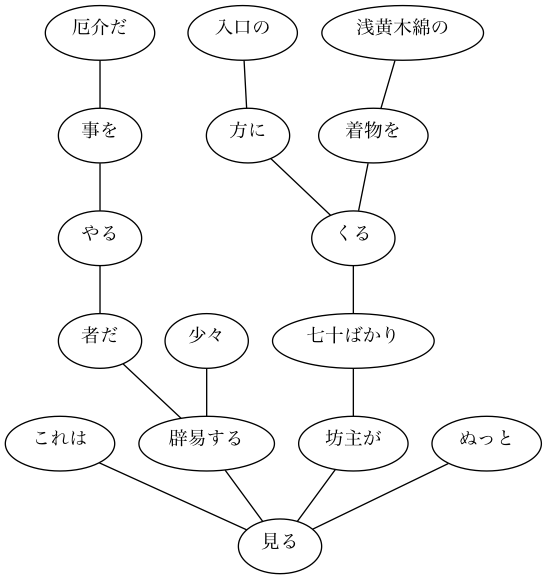 厄介だ 入口の 浅黄木綿の
事を 方に 着物を
やる くる
者だ 少々 七十ばかり
これは 辟易する 坊主が ぬっと
見る